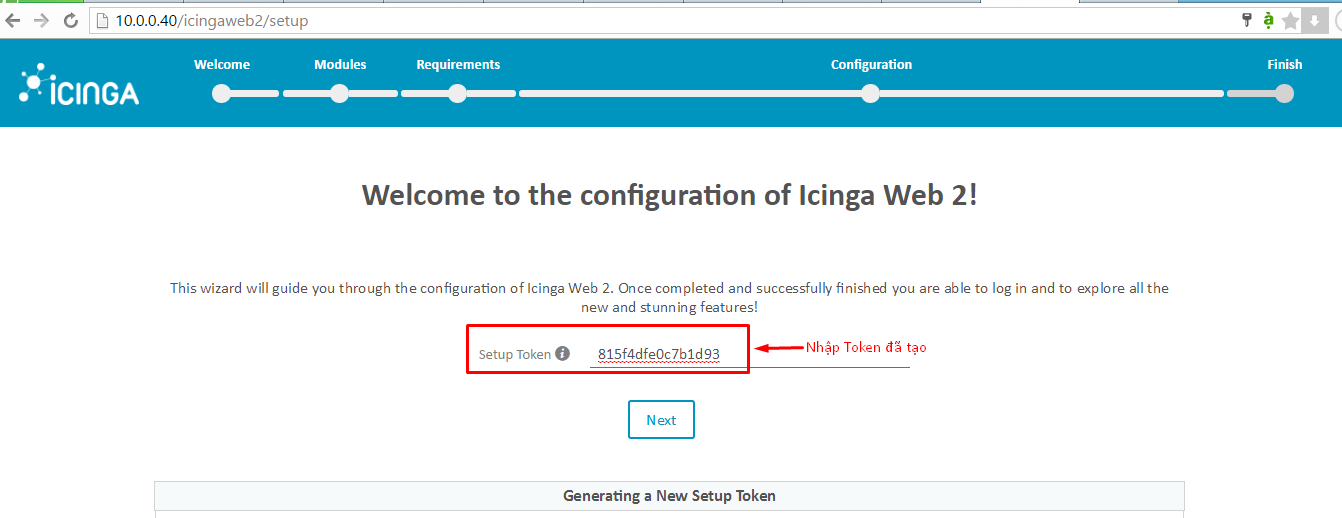 10.0.0.40/icingaweb2/setup
ICINGA
Welcome
Modules
Requirements
Configuration
Finish
Welcome to the configuration of Icinga Web 2!
This wizard will guide you through the configuration of Icinga Web 2. Once completed and successfully finished you are able to log in and to explore all the
new and stunning features!
Setup Token
815f4dfe0c7b1d93
Nhập Token đã tạo
Next
Generating a New Setup Token